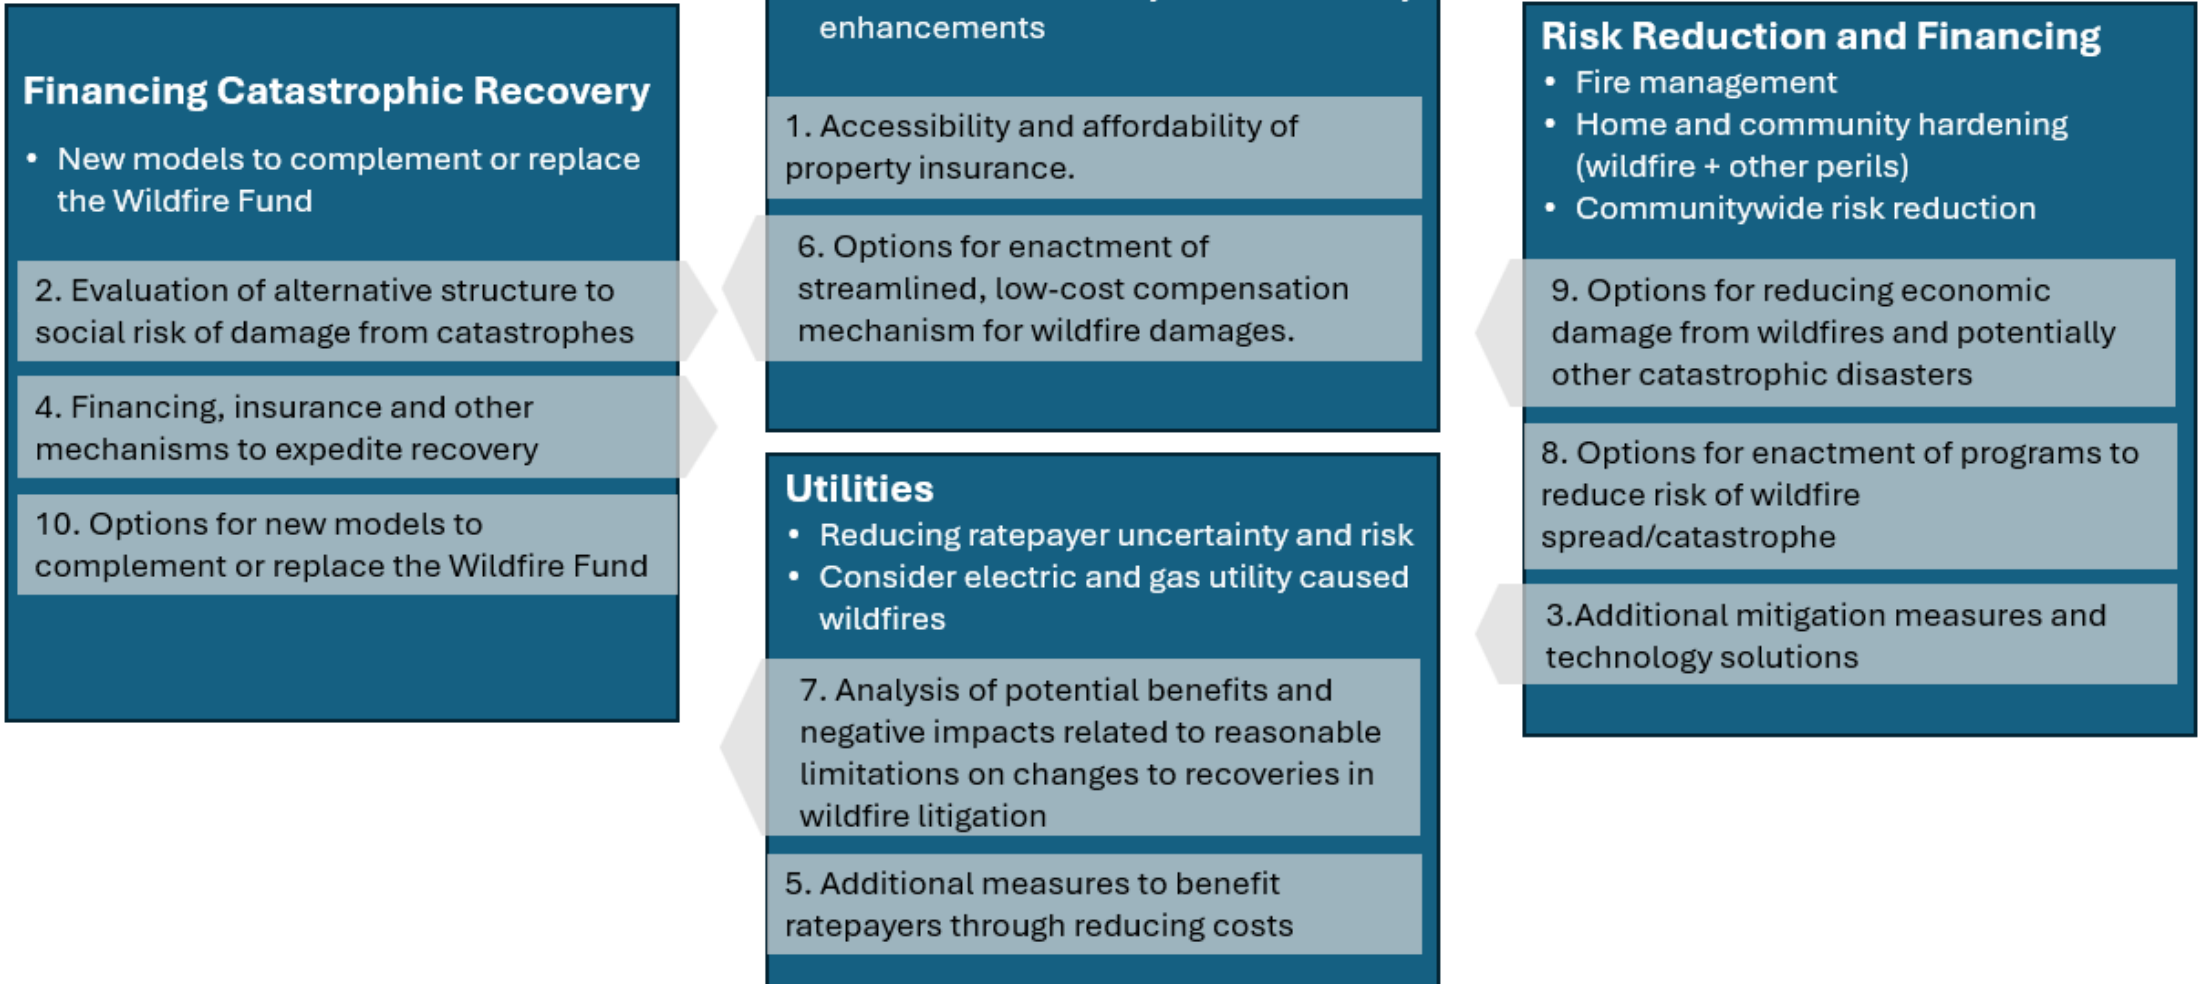 Financing Catastrophic Recovery
• New models to complement or replace
the Wildfire Fund
2. Evaluation of alternative structure to
social risk of damage from catastrophes
4. Financing, insurance and other
mechanisms to expedite recovery
10. Options for new models to
complement or replace the Wildfire Fund
enhancements
1. Accessibility and affordability of
property insurance.
6. Options for enactment of
streamlined, low-cost compensation
mechanism for wildfire damages.
Utilities
• Reducing ratepayer uncertainty and risk
• Consider electric and gas utility caused
wildfires
7. Analysis of potential benefits and
negative impacts related to reasonable
limitations on changes to recoveries in
wildfire litigation
5. Additional measures to benefit
ratepayers through reducing costs
Risk Reduction and Financing
• Fire management
• Home and community hardening
(wildfire + other perils)
• Communitywide risk reduction
9. Options for reducing economic
damage from wildfires and potentially
other catastrophic disasters
8. Options for enactment of programs to
reduce risk of wildfire
spread/catastrophe
3.Additional mitigation measures and
technology solutions